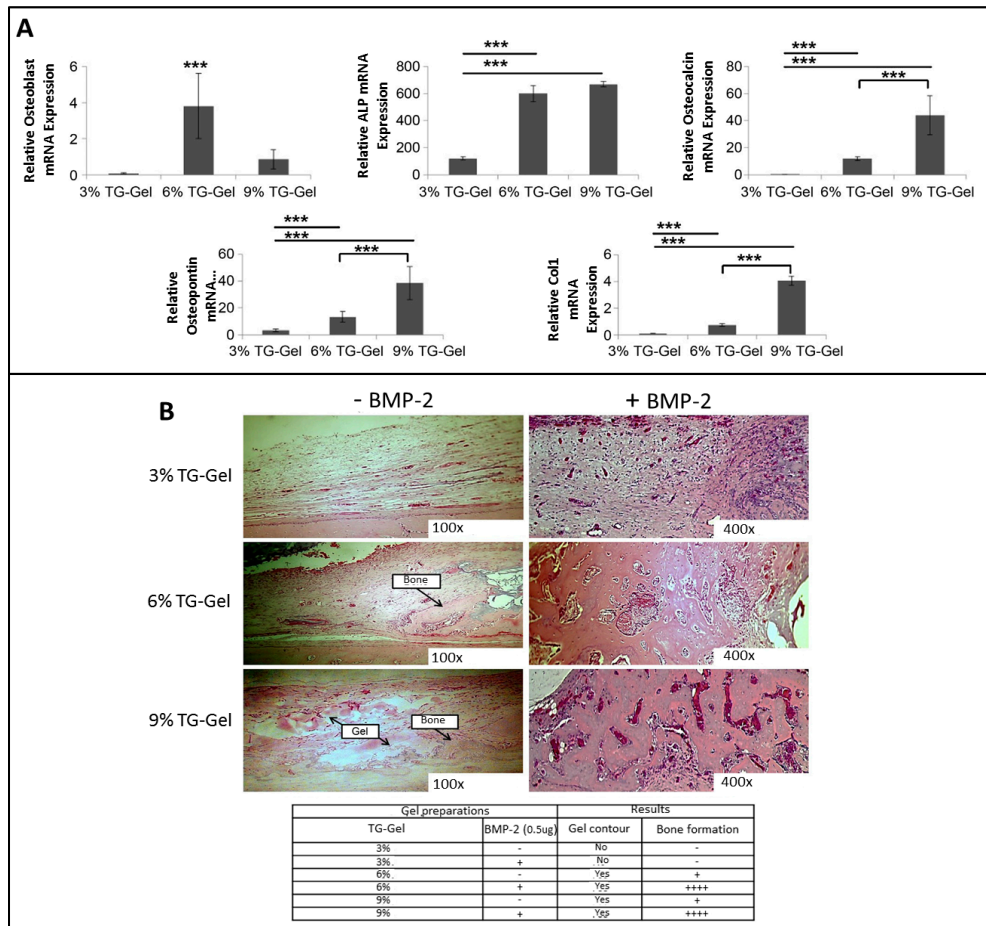 A
Relative Osteoblast
mRNA Expression
6
4
2
0
***
3% TG-Gel 6% TG-Gel 9% TG-Gel
Relative ALP mRNA
Expression
800
600
400
200
0
***
***
3% TG-Gel 6% TG-Gel 9% TG-Gel
Relative Osteocalcin
mRNA Expression
80
60
40
20
0
***
***
***
3% TG-Gel 6% TG-Gel 9% TG-Gel
Relative
Osteopontin
mRNA...
60
40
20
0
***
***
***
3% TG-Gel 6% TG-Gel 9% TG-Gel
Relative Col1
mRNA
Expression
6
4
2
0
***
***
***
3% TG-Gel 6% TG-Gel 9% TG-Gel
B
- BMP-2 + BMP-2
3% TG-Gel
100x 400x
6% TG-Gel
Bone
100x 400x
9% TG-Gel
Gel Bone
100x 400x
Gel preparations Results
TG-Gel BMP-2 (0.5ug) Gel contour Bone formation
3% - No -
3% + No -
6% - Yes +
6% + Yes ++++
9% - Yes +
9% + Yes ++++